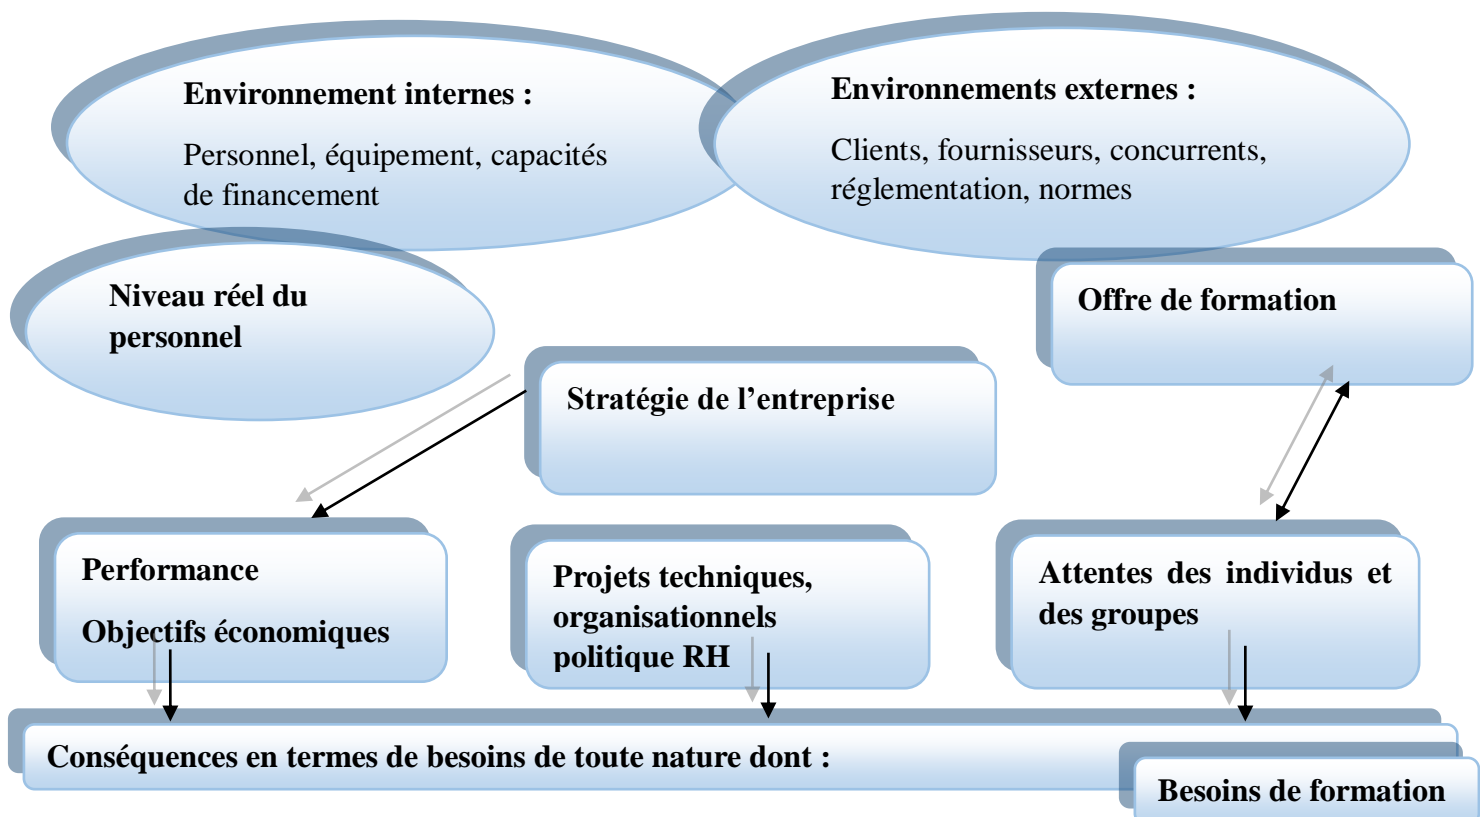 Environnement internes :
Personnel, équipement, capacités
de financement
Environnements externes :
Clients, fournisseurs, concurrents,
réglementation, normes
Niveau réel du
personnel
Offre de formation
Stratégie de l’entreprise
Performance
Objectifs économiques
Projets techniques,
organisationnels
politique RH
Attentes des individus et
des groupes
Conséquences en termes de besoins de toute nature dont :
Besoins de formation